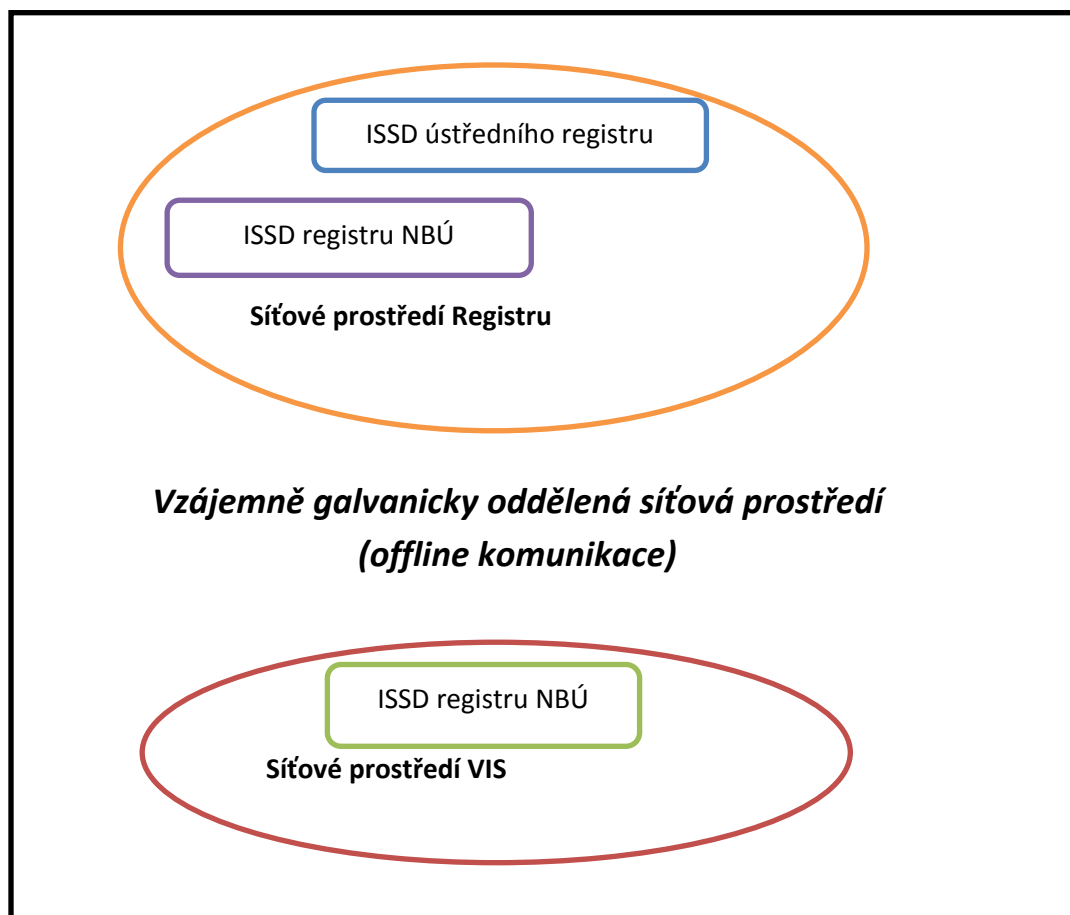 ISSD ústředního registru
ISSD registru NBÚ
Síťové prostředí Registru
Vzájemně galvanicky oddělená síťová prostředí
(offline komunikace)
ISSD registru NBÚ
Síťové prostředí VIS